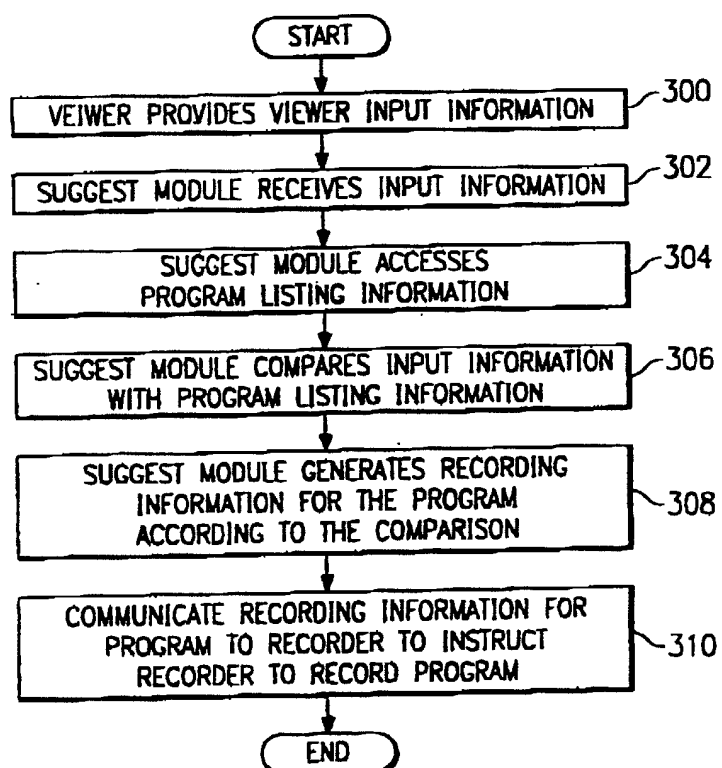 START
VEIWER PROVIDES VIEWER INPUT INFORMATION
300
SUGGEST MODULE RECEIVES INPUT INFORMATION
302
SUGGEST MODULE ACCESSES
PROGRAM LISTING INFORMATION
304
SUGGEST MODULE COMPARES INPUT INFORMATION
WITH PROGRAM LISTING INFORMATION
306
SUGGEST MODULE GENERATES RECORDING
INFORMATION FOR THE PROGRAM
ACCORDING TO THE COMPARISON
308
COMMUNICATE RECORDING INFORMATION FOR
PROGRAM TO RECORDER TO INSTRUCT
RECORDER TO RECORD PROGRAM
310
END